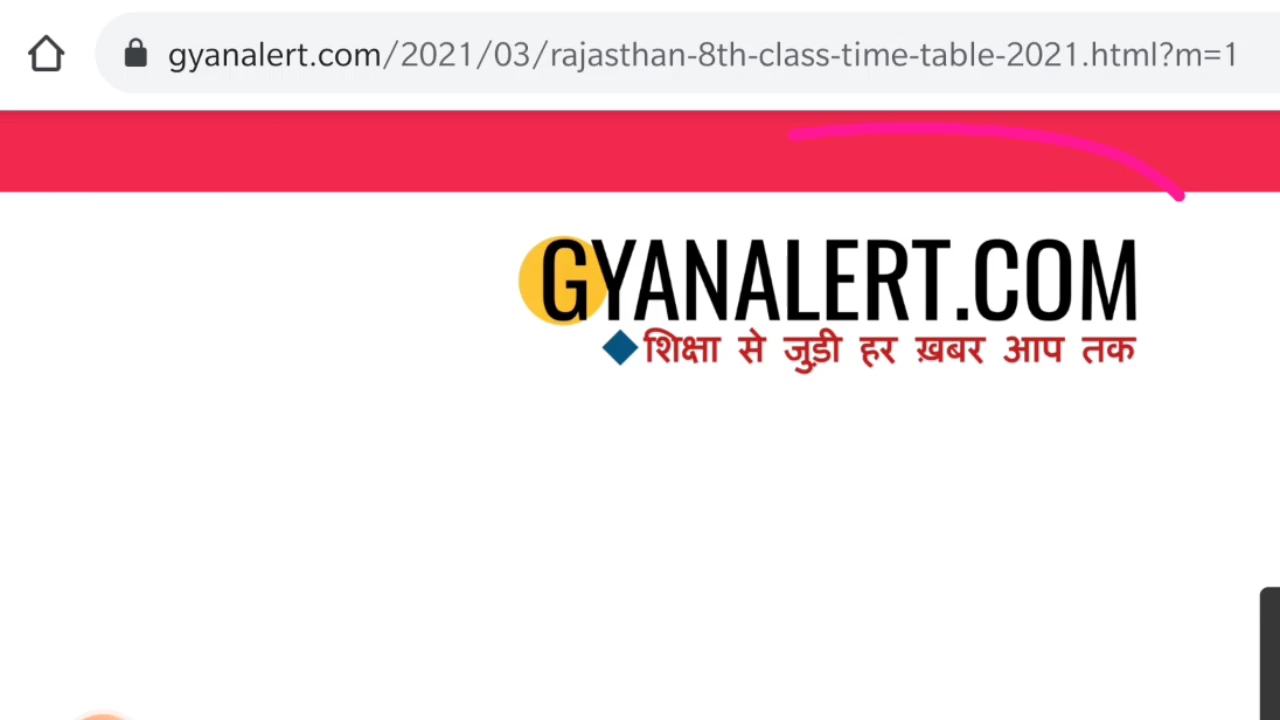 gyanalert.com/2021/03/rajasthan-8th-class-time-table-2021.html?m=1
GYANALERT.COM
शिक्षा से जुड़ी हर ख़बर आप तक